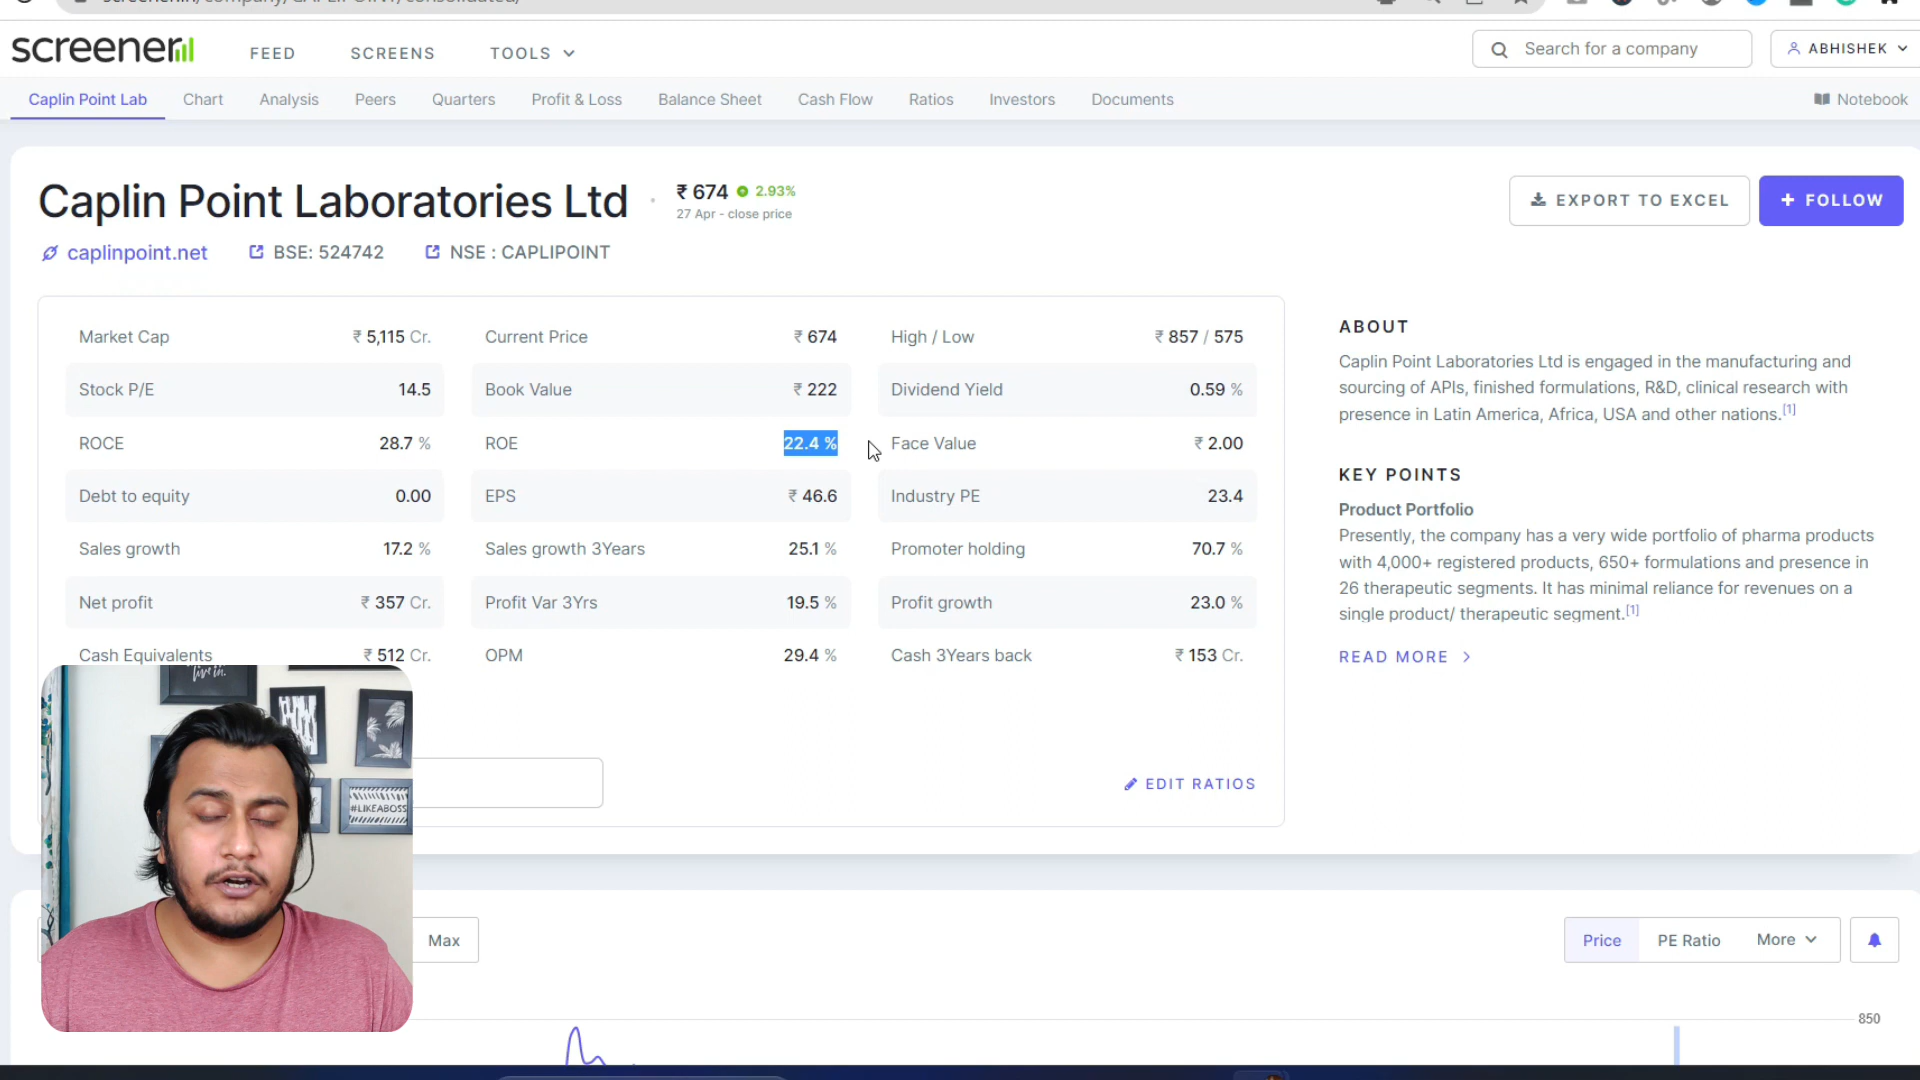 screener
FEED SCREENS TOOLS
Search for a company
ABHISHEK
Caplin Point Lab Chart Analysis Peers Quarters Profit & Loss Balance Sheet Cash Flow Ratios Investors Documents Notebook
Caplin Point Laboratories Ltd
₹ 674 2.93%
27 Apr - close price
EXPORT TO EXCEL
+ FOLLOW
caplinpoint.net BSE: 524742 NSE : CAPLIPOINT
Market Cap ₹ 5,115 Cr. Current Price ₹ 674 High / Low ₹ 857 / 575
Stock P/E 14.5 Book Value ₹ 222 Dividend Yield 0.59 %
ROCE 28.7 % ROE 22.4 % Face Value ₹ 2.00
Debt to equity 0.00 EPS ₹ 46.6 Industry PE 23.4
Sales growth 17.2 % Sales growth 3Years 25.1 % Promoter holding 70.7 %
Net profit ₹ 357 Cr. Profit Var 3Yrs 19.5 % Profit growth 23.0 %
Cash Equivalents ₹ 512 Cr. OPM 29.4 % Cash 3Years back ₹ 153 Cr.
EDIT RATIOS
ABOUT
Caplin Point Laboratories Ltd is engaged in the manufacturing and
sourcing of APIs, finished formulations, R&D, clinical research with
presence in Latin America, Africa, USA and other nations.[1]
KEY POINTS
Product Portfolio
Presently, the company has a very wide portfolio of pharma products
with 4,000+ registered products, 650+ formulations and presence in
26 therapeutic segments. It has minimal reliance for revenues on a
single product/ therapeutic segment.[1]
READ MORE
live in.
#LIKEABOSS
Max
Price PE Ratio More
850